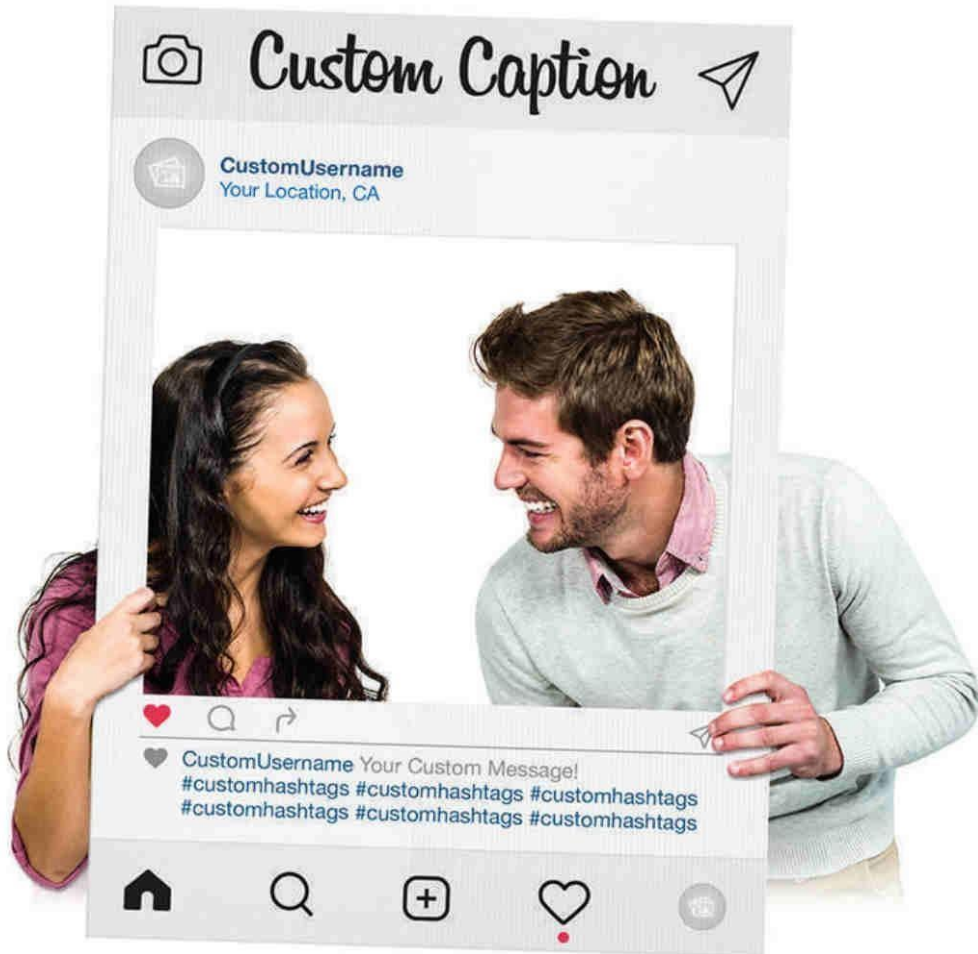 Custom Caption
CustomUsername
Your Location, CA
CustomUsername Your Custom Message!
#customhashtags #customhashtags #customhashtags
#customhashtags #customhashtags #customhashtags